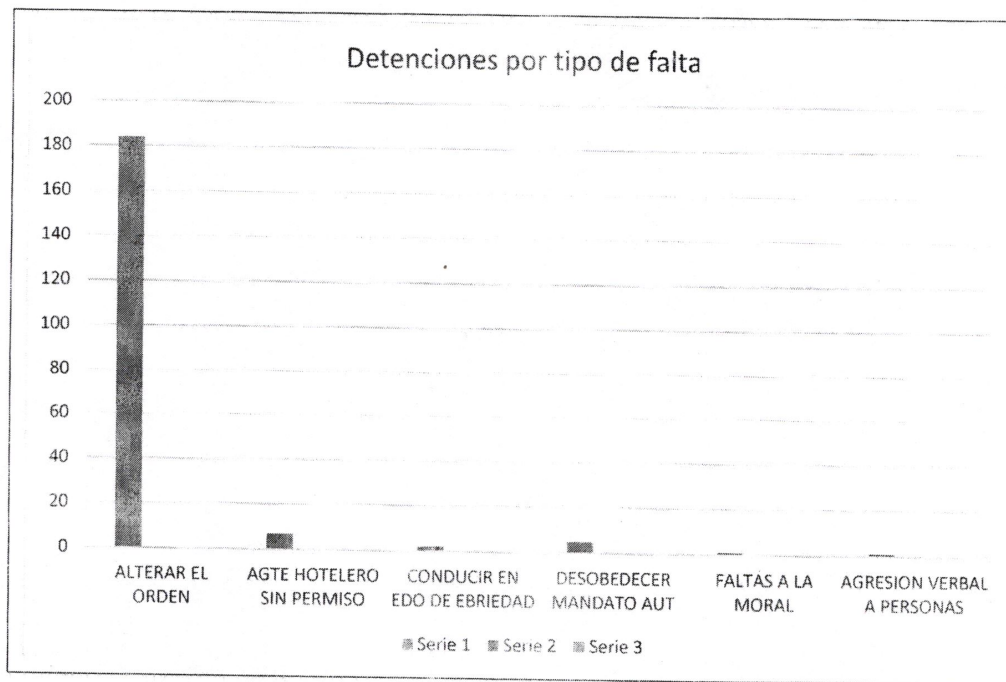 Detenciones por tipo de falta
200
180
160
140
120
100
80
60
40
20
0
ALTERAR EL
ORDEN
AGTE HOTELERO
SIN PERMISO
CONDUCIR EN
EDO DE EBRIEDAD
DESOBEDECER
MANDATO AUT
FALTAS A LA
MORAL
AGRESION VERBAL
A PERSONAS
Serie 1 Serie 2 Serie 3